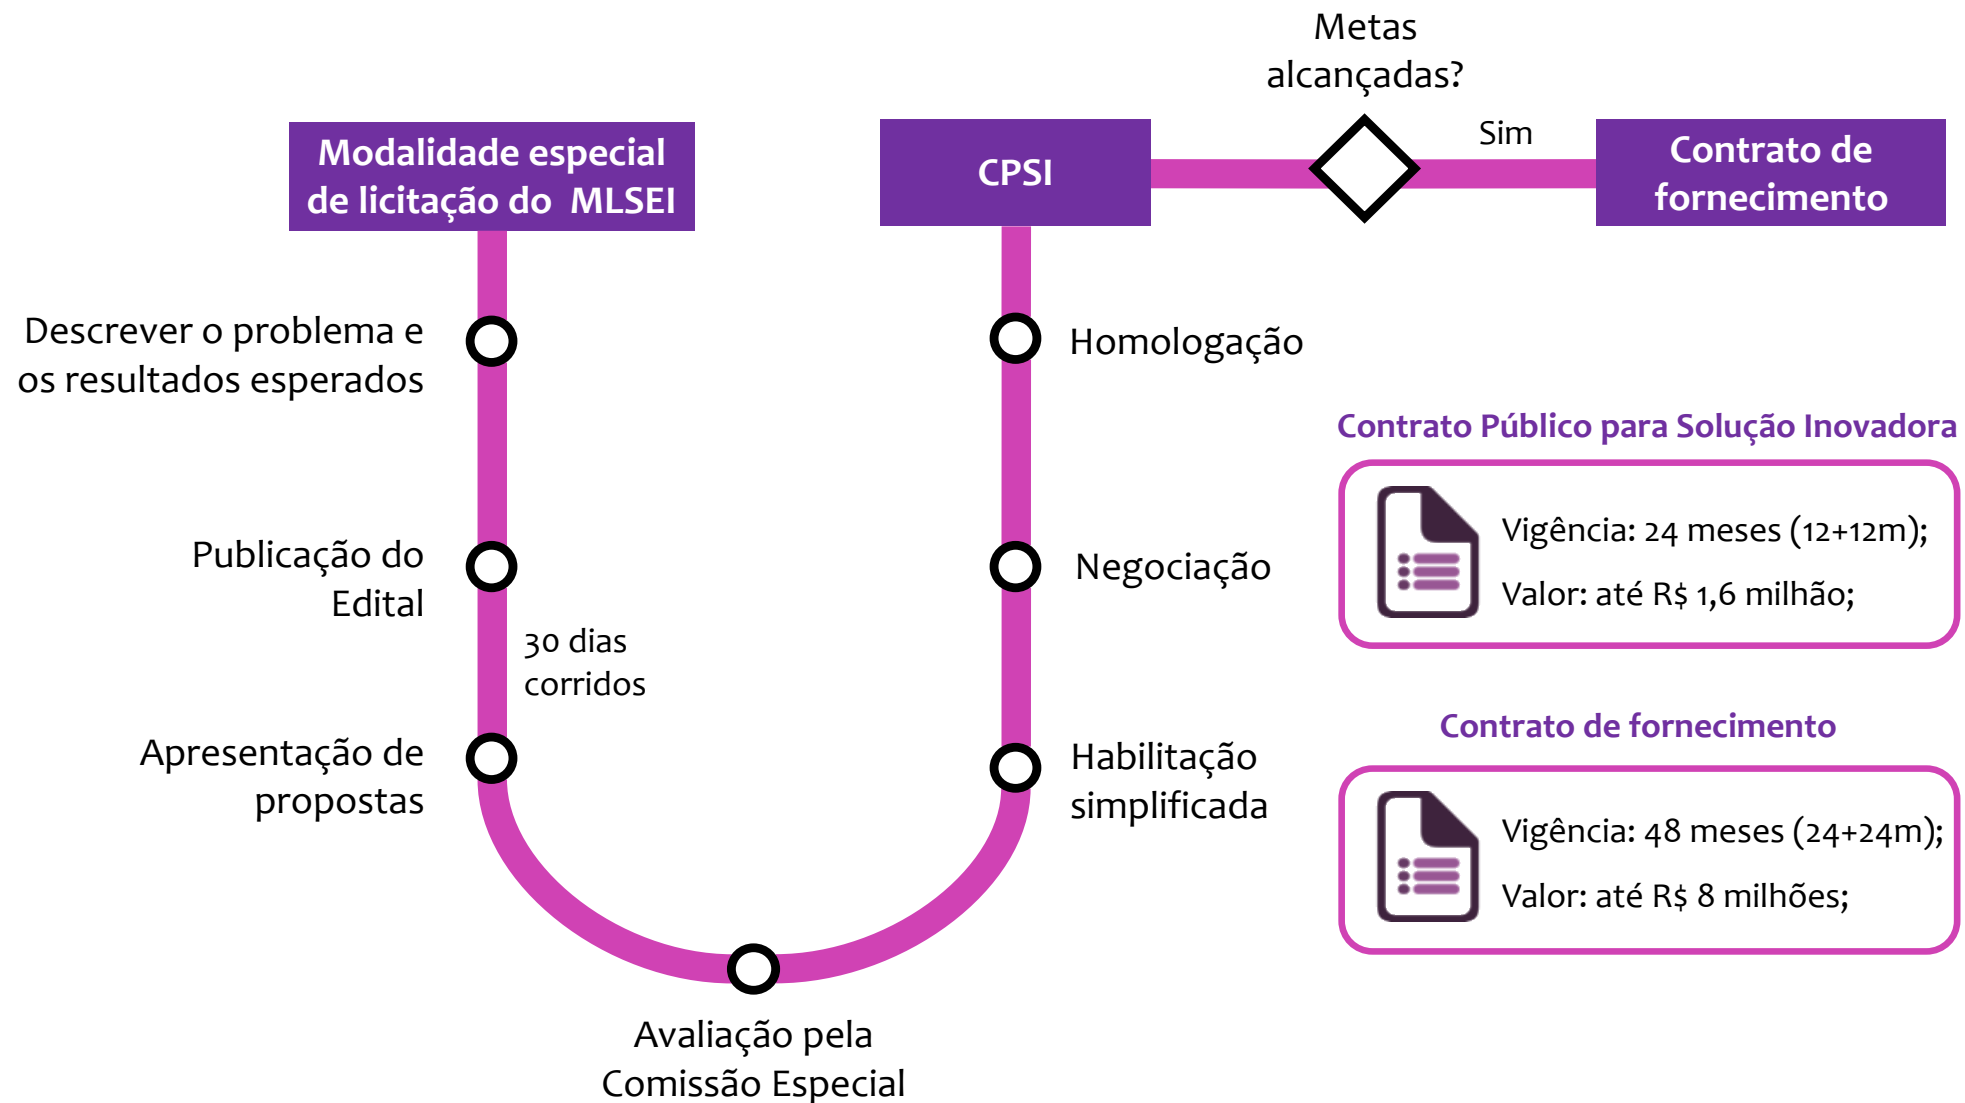 Metas
alcançadas?
Modalidade especial
de licitação do MLSEI
CPSI
Sim
Contrato de
fornecimento
Descrever o problema e
os resultados esperados
Publicação do
Edital
30 dias
corridos
Apresentação de
propostas
Avaliação pela
Comissão Especial
Habilitação
simplificada
Negociação
Homologação
Contrato Público para Solução Inovadora
Vigência: 24 meses (12+12m);
Valor: até R$ 1,6 milhão;
Contrato de fornecimento
Vigência: 48 meses (24+24m);
Valor: até R$ 8 milhões;